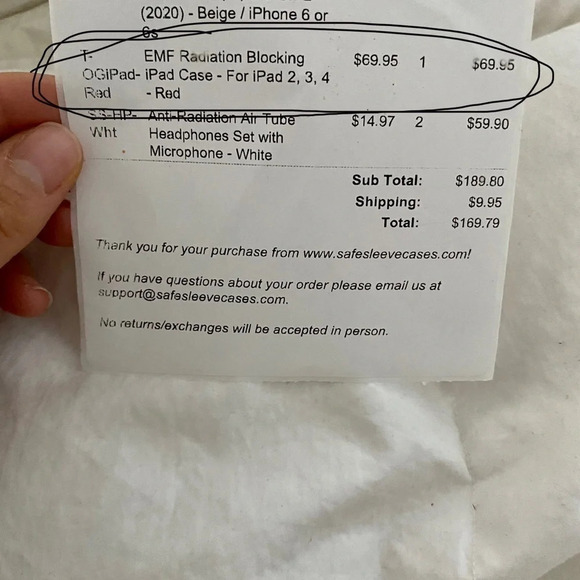 (2020) - Beige / iPhone 6 or
6s
T- EMF Radiation Blocking $69.95 1 $69.95
OGiPad- iPad Case - For iPad 2, 3, 4
Red - Red
SS-HP- Anti-Radiation Air Tube $14.97 2 $59.90
Wht Headphones Set with
Microphone - White
Sub Total: $189.80
Shipping: $9.95
Total: $169.79
Thank you for your purchase from www.safesleevecases.com!
If you have questions about your order please email us at
support@safesleevecases.com.
No returns/exchanges will be accepted in person.